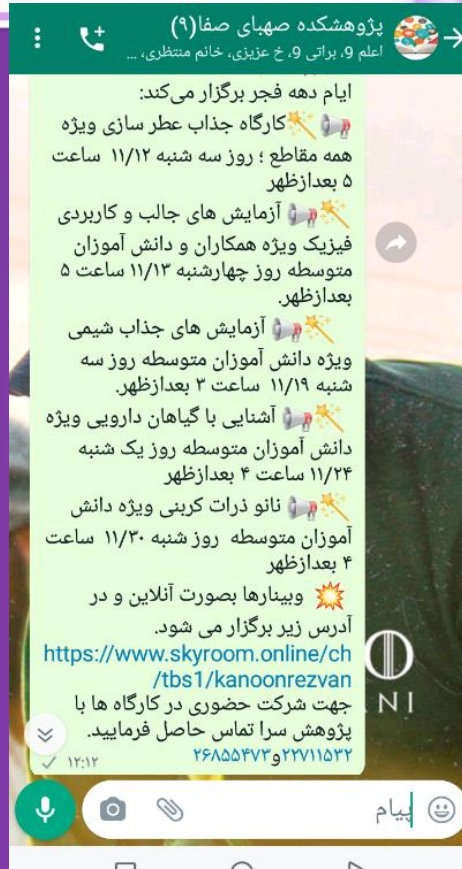 پژوهشکده صهبای صفا(۹)
اعلم 9، براتی 9، خ عزیزی، خانم منتظری، ...
ایام دهه فجر برگزار می‌کند:
کارگاه جذاب عطر سازی ویژه
همه مقاطع ؛ روز سه شنبه ۱۱/۱۲ ساعت
۵ بعدازظهر
آزمایش های جالب و کاربردی
فیزیک ویژه همکاران و دانش آموزان
متوسطه روز چهارشنبه ۱۱/۱۳ ساعت ۵
بعدازظهر.
آزمایش های جذاب شیمی
ویژه دانش آموزان متوسطه روز سه
شنبه ۱۱/۱۹ ساعت ۳ بعدازظهر.
آشنایی با گیاهان دارویی ویژه
دانش آموزان متوسطه روز یک شنبه
۱۱/۲۴ ساعت ۴ بعدازظهر
نانو ذرات کربنی ویژه دانش
آموزان متوسطه روز شنبه ۱۱/۳۰ ساعت
۴ بعدازظهر
وبینارها بصورت آنلاین و در
آدرس زیر برگزار می شود.
https://www.skyroom.online/ch
/tbs1/kanoonrezvan
جهت شرکت حضوری در کارگاه ها با
پژوهش سرا تماس حاصل فرمایید.
۲۲۷۱۱۵۳۲و۲۶۸۵۵۴۷۳
۱۲:۱۲
پیام